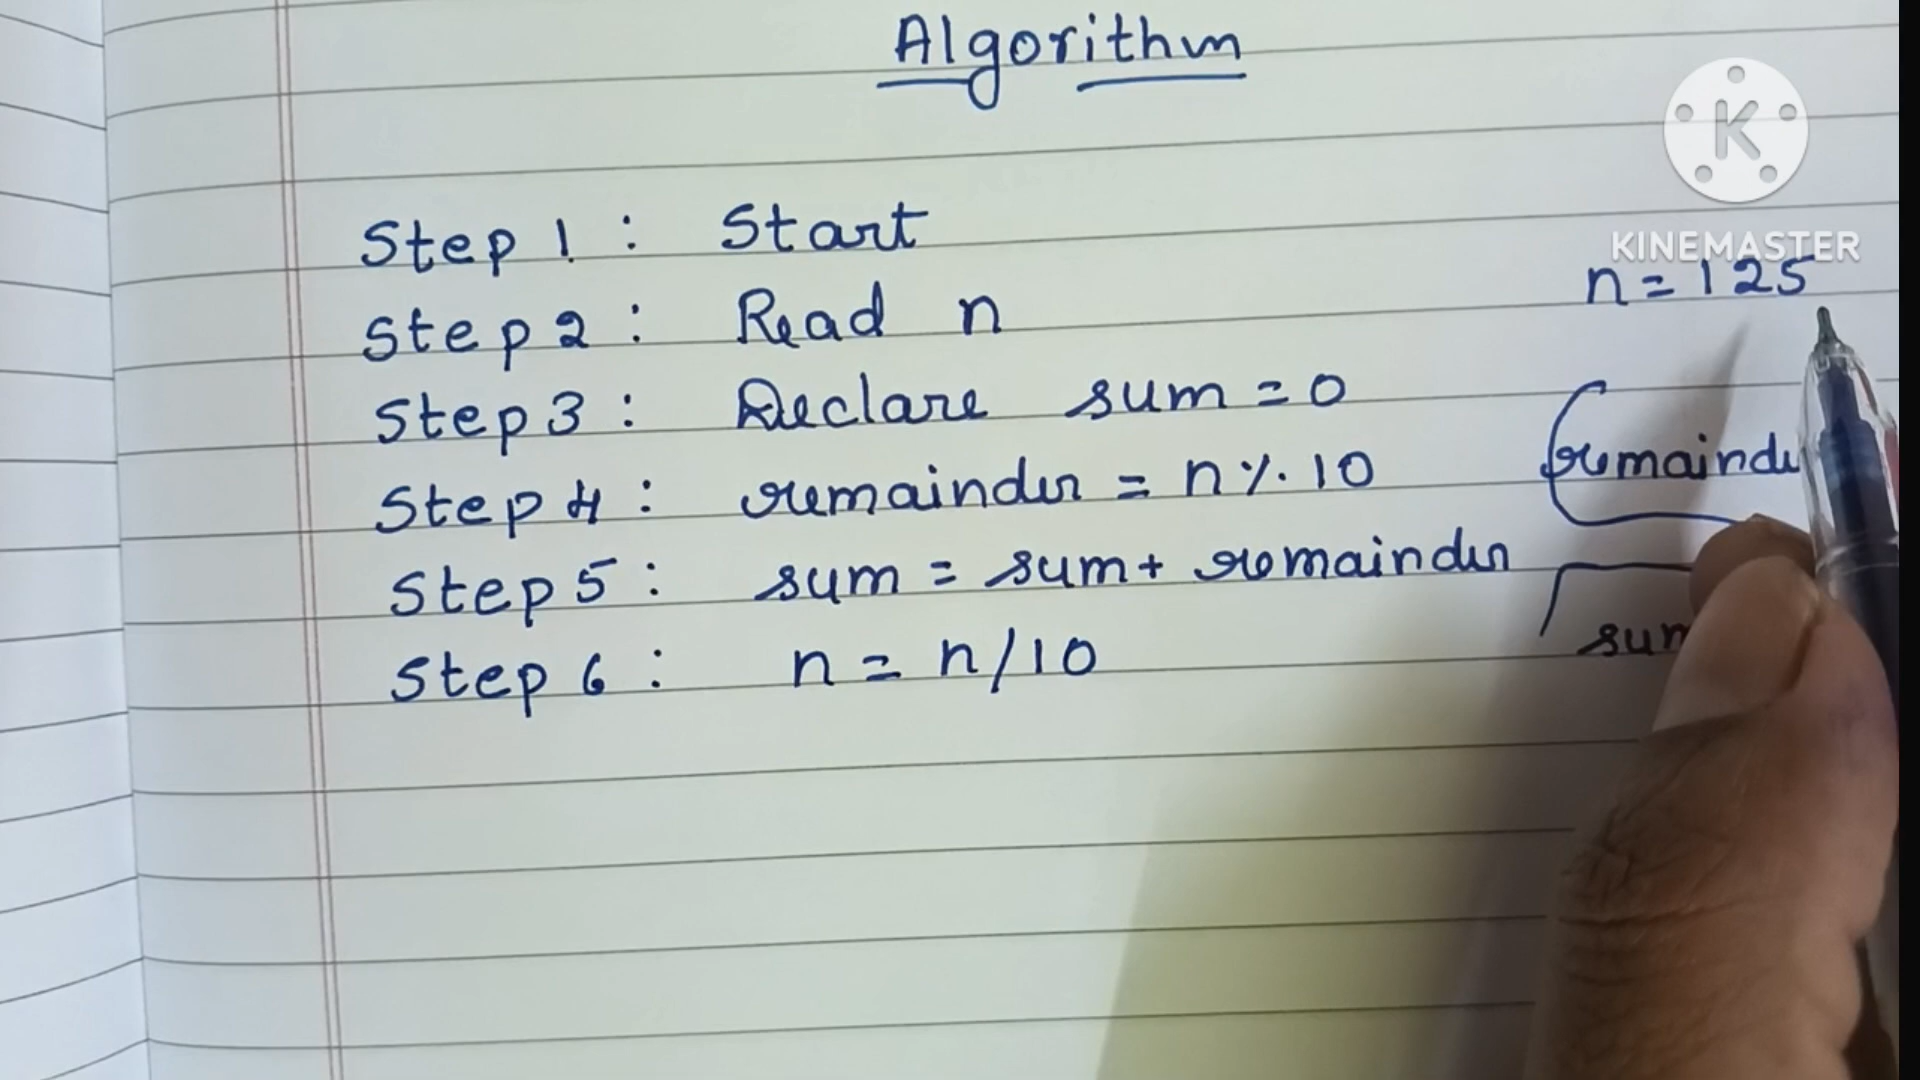 Algorithm
Step 1 : Start
Step 2 : Read n
Step 3 : Declare sum = 0
Step 4 : remainder = n % 10
Step 5 : sum = sum + remainder
Step 6 : n = n/10
K
KINEMASTER
n = 125